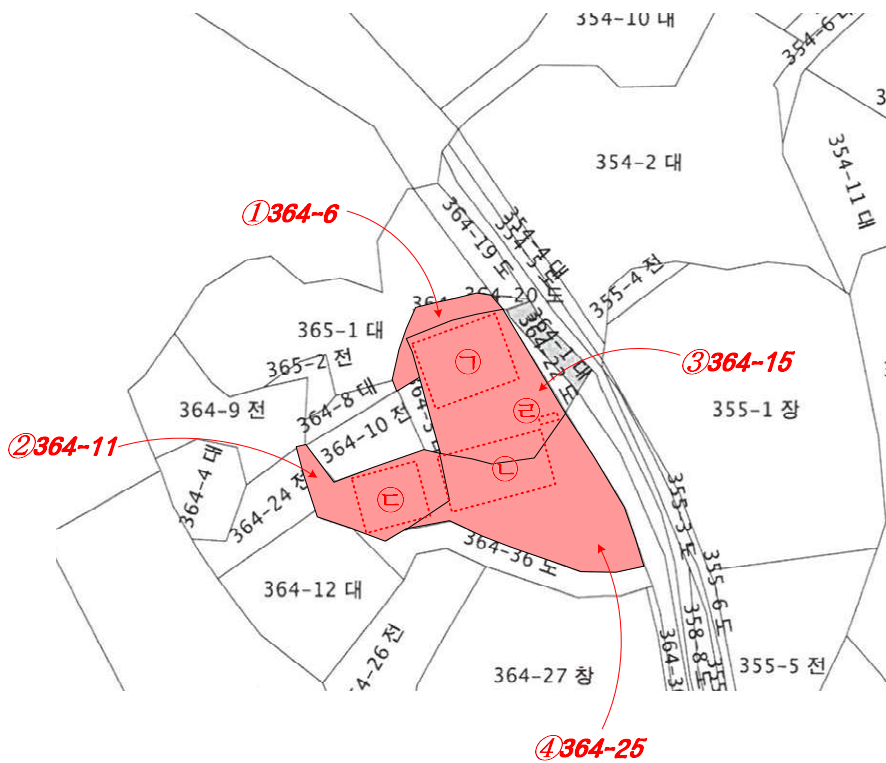 354-10 대
354-6 대
354-2 대
354-11 대
①364-6
364-19 도
354-4 대
354-5 도
355-4 전
364-20 도
365-1 대
364-1 대
364-22 도
365-2 전
㉠
③364-15
364-9 전
364-8 대
㉣
355-1 장
364-10 전
②364-11
364-4 대
㉡
㉢
364-24 전
355-3 도
364-36 도
355-6 도
364-12 대
358-8 도
355-5 전
364-27 창
④364-25